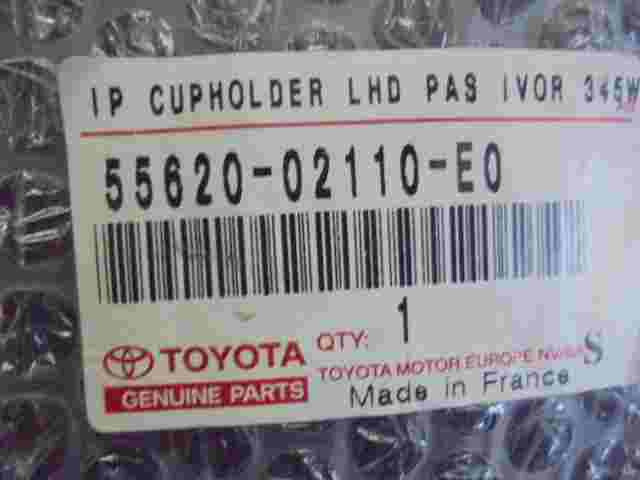 IP CUPHOLDER LHD PAS IVOR 345W
55620-02110-E0
QTY: 1
TOYOTA
TOYOTA MOTOR EUROPE NV/SA S
GENUINE PARTS
Made in France